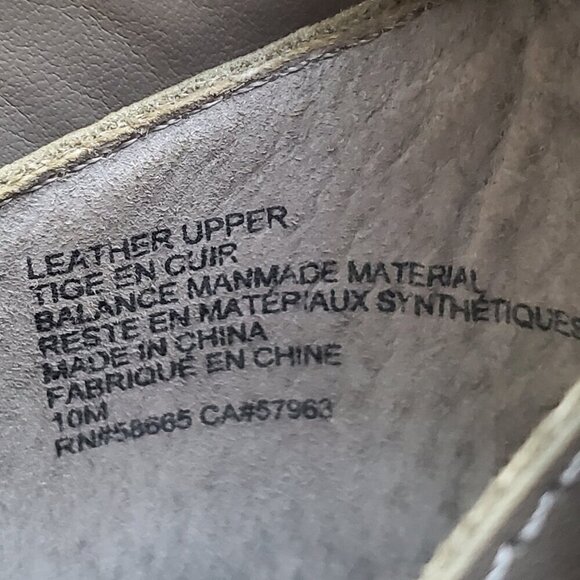 LEATHER UPPER
TIGE EN CUIR
BALANCE MANMADE MATERIAL
RESTE EN MATÉRIAUX SYNTHÉTIQUES
MADE IN CHINA
FABRIQUÉ EN CHINE
10M
RN#58665 CA#57963